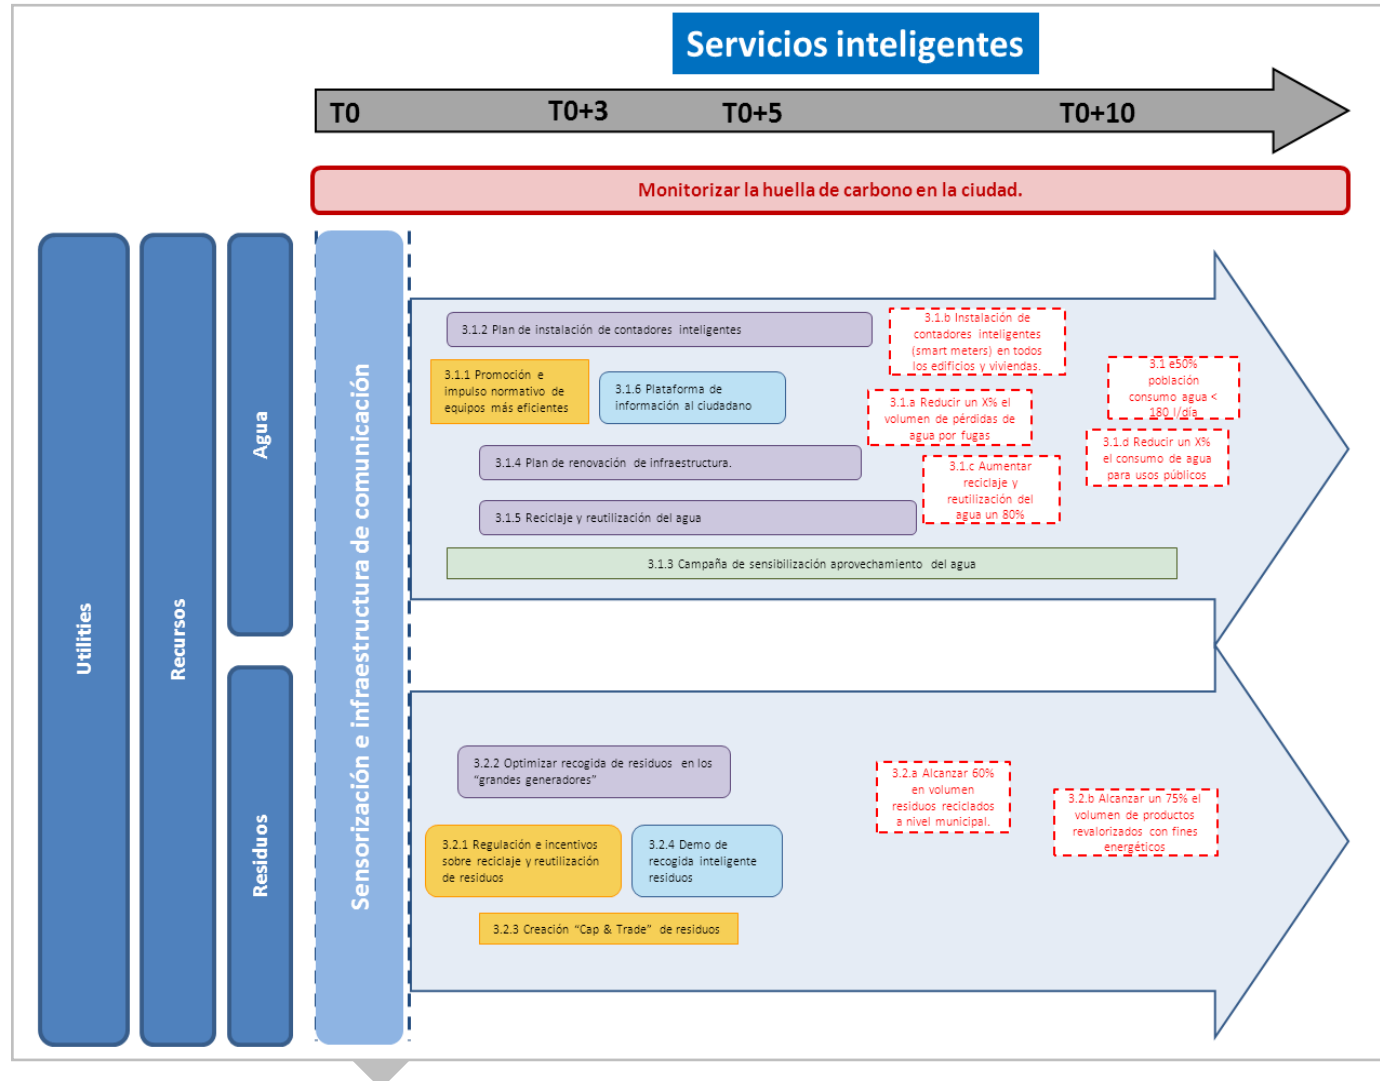 Servicios inteligentes
T0
T0+3
T0+5
T0+10
Monitorizar la huella de carbono en la ciudad.
Utilities
Recursos
Agua
Residuos
Sensorización e infraestructura de comunicación
3.1.2 Plan de instalación de contadores inteligentes
3.1.b Instalación de
contadores inteligentes
(smart meters) en todos
los edificios y viviendas.
3.1.1 Promoción e
impulso normativo de
equipos más eficientes
3.1.6 Plataforma de
información al ciudadano
3.1 e50%
población
consumo agua <
180 l/día
3.1.a Reducir un X% el
volumen de pérdidas de
agua por fugas
3.1.d Reducir un X%
el consumo de agua
para usos públicos
3.1.4 Plan de renovación de infraestructura.
3.1.c Aumentar
reciclaje y
reutilización del
agua un 80%
3.1.5 Reciclaje y reutilización del agua
3.1.3 Campaña de sensibilización aprovechamiento del agua
3.2.2 Optimizar recogida de residuos en los
“grandes generadores”
3.2.a Alcanzar 60%
en volumen
residuos reciclados
a nivel municipal.
3.2.b Alcanzar un 75% el
volumen de productos
revalorizados con fines
energéticos
3.2.1 Regulación e incentivos
sobre reciclaje y reutilización
de residuos
3.2.4 Demo de
recogida inteligente
residuos
3.2.3 Creación “Cap & Trade” de residuos